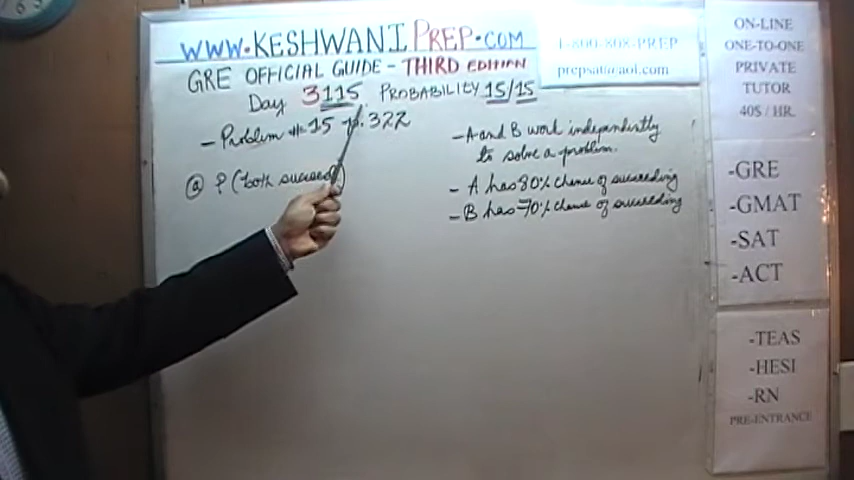 WWW.KESHWANIPREP.COM
GRE OFFICIAL GUIDE - THIRD EDITION
Day 3115 PROBABILITY 15/15
- Problem #15 p.322
ⓐ P (both succeed)
- A and B work independently
to solve a problem.
- A has 80% chance of succeeding
- B has 70% chance of succeeding
1-800-808-PREP
prepsat@aol.com
ON-LINE
ONE-TO-ONE
PRIVATE
TUTOR
40$ / HR.
-GRE
-GMAT
-SAT
-ACT
-TEAS
-HESI
-RN
PRE-ENTRANCE